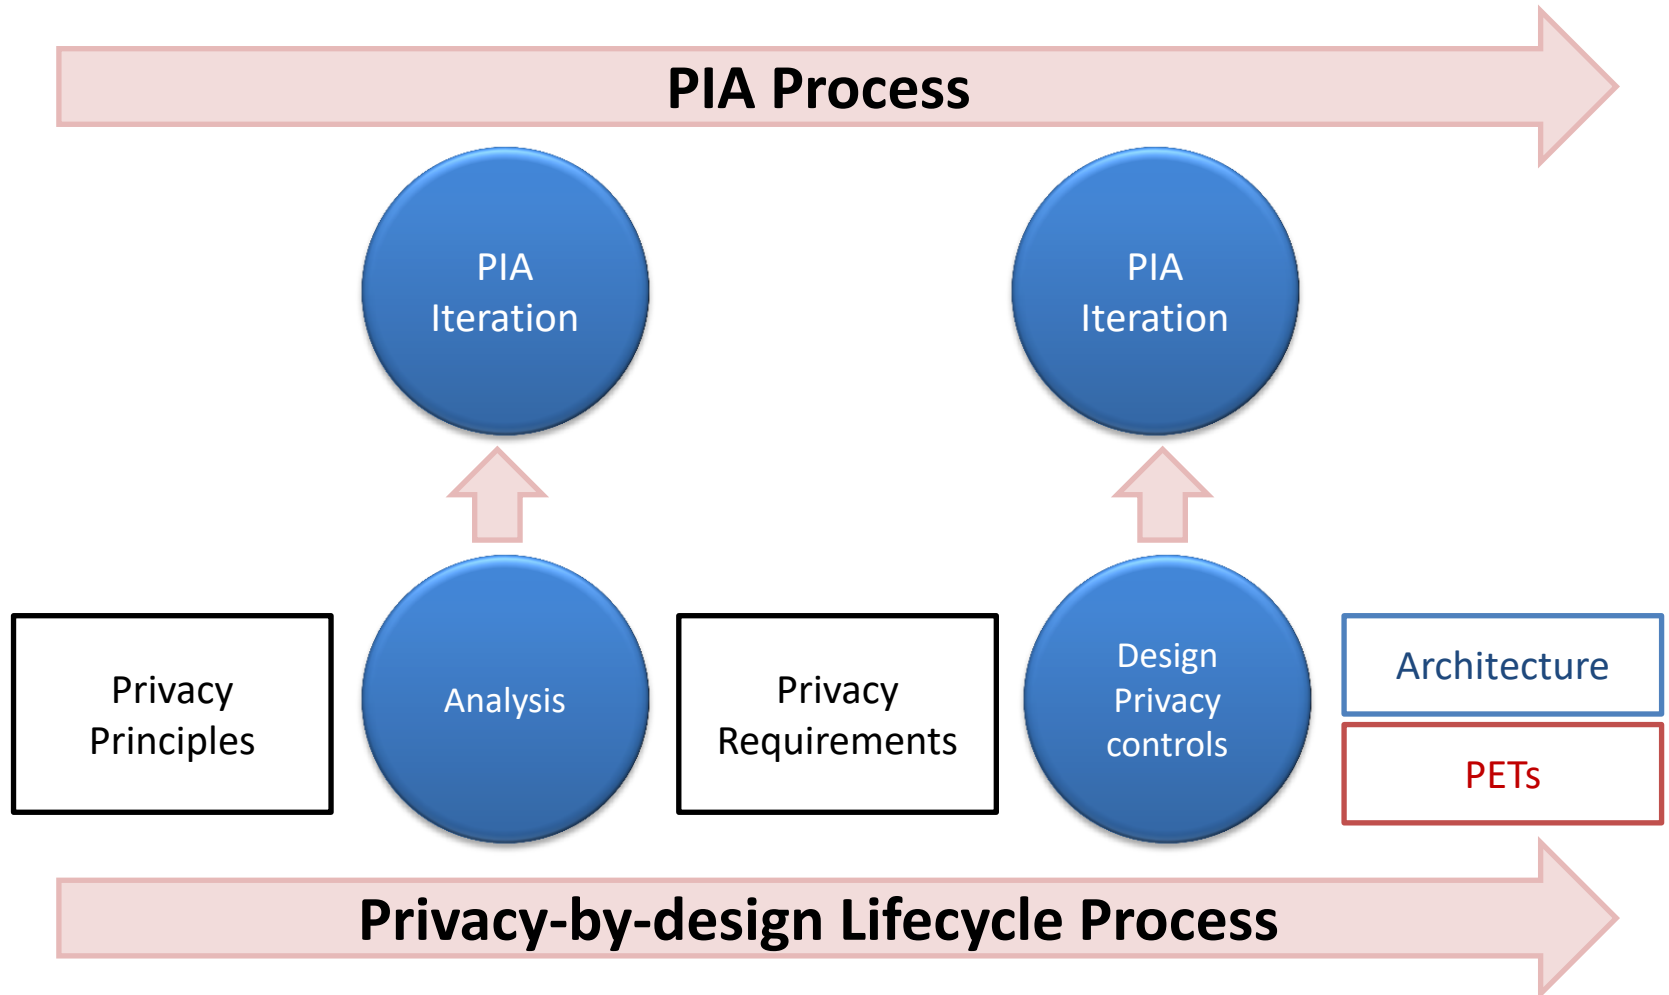 PIA Process
PIA
Iteration
PIA
Iteration
Privacy
Principles
Analysis
Privacy
Requirements
Design
Privacy
controls
Architecture
PETs
Privacy-by-design Lifecycle Process